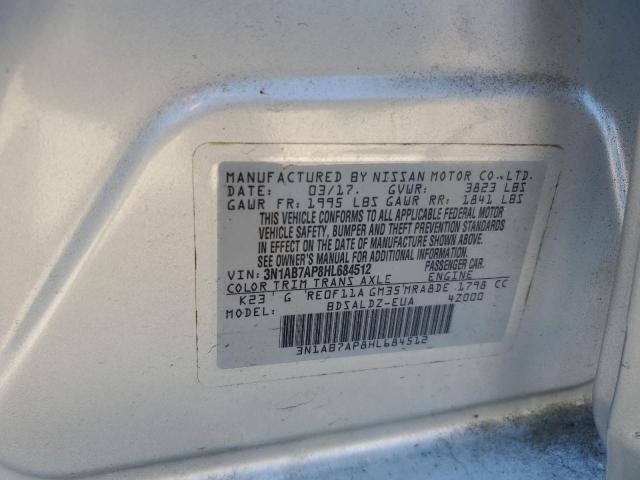 MANUFACTURED BY NISSAN MOTOR CO.,LTD.
DATE: 03/17. GVWR: 3823 LBS
GAWR FR: 1995 LBS GAWR RR: 1841 LBS
THIS VEHICLE CONFORMS TO ALL APPLICABLE FEDERAL MOTOR
VEHICLE SAFETY, BUMPER AND THEFT PREVENTION STANDARDS
IN EFFECT ON THE DATE OF MANUFACTURE SHOWN ABOVE.
SEE OWNER'S MANUAL FOR ADDITIONAL INFORMATION.
VIN: 3N1AB7AP8HL684512 PASSENGER CAR.
COLOR TRIM TRANS AXLE ENGINE
K23 G RE0F11A GM35 MRA8DE 1798 CC
MODEL: BDSALDZ-EUA 4Z000
3N1AB7AP8HL684512